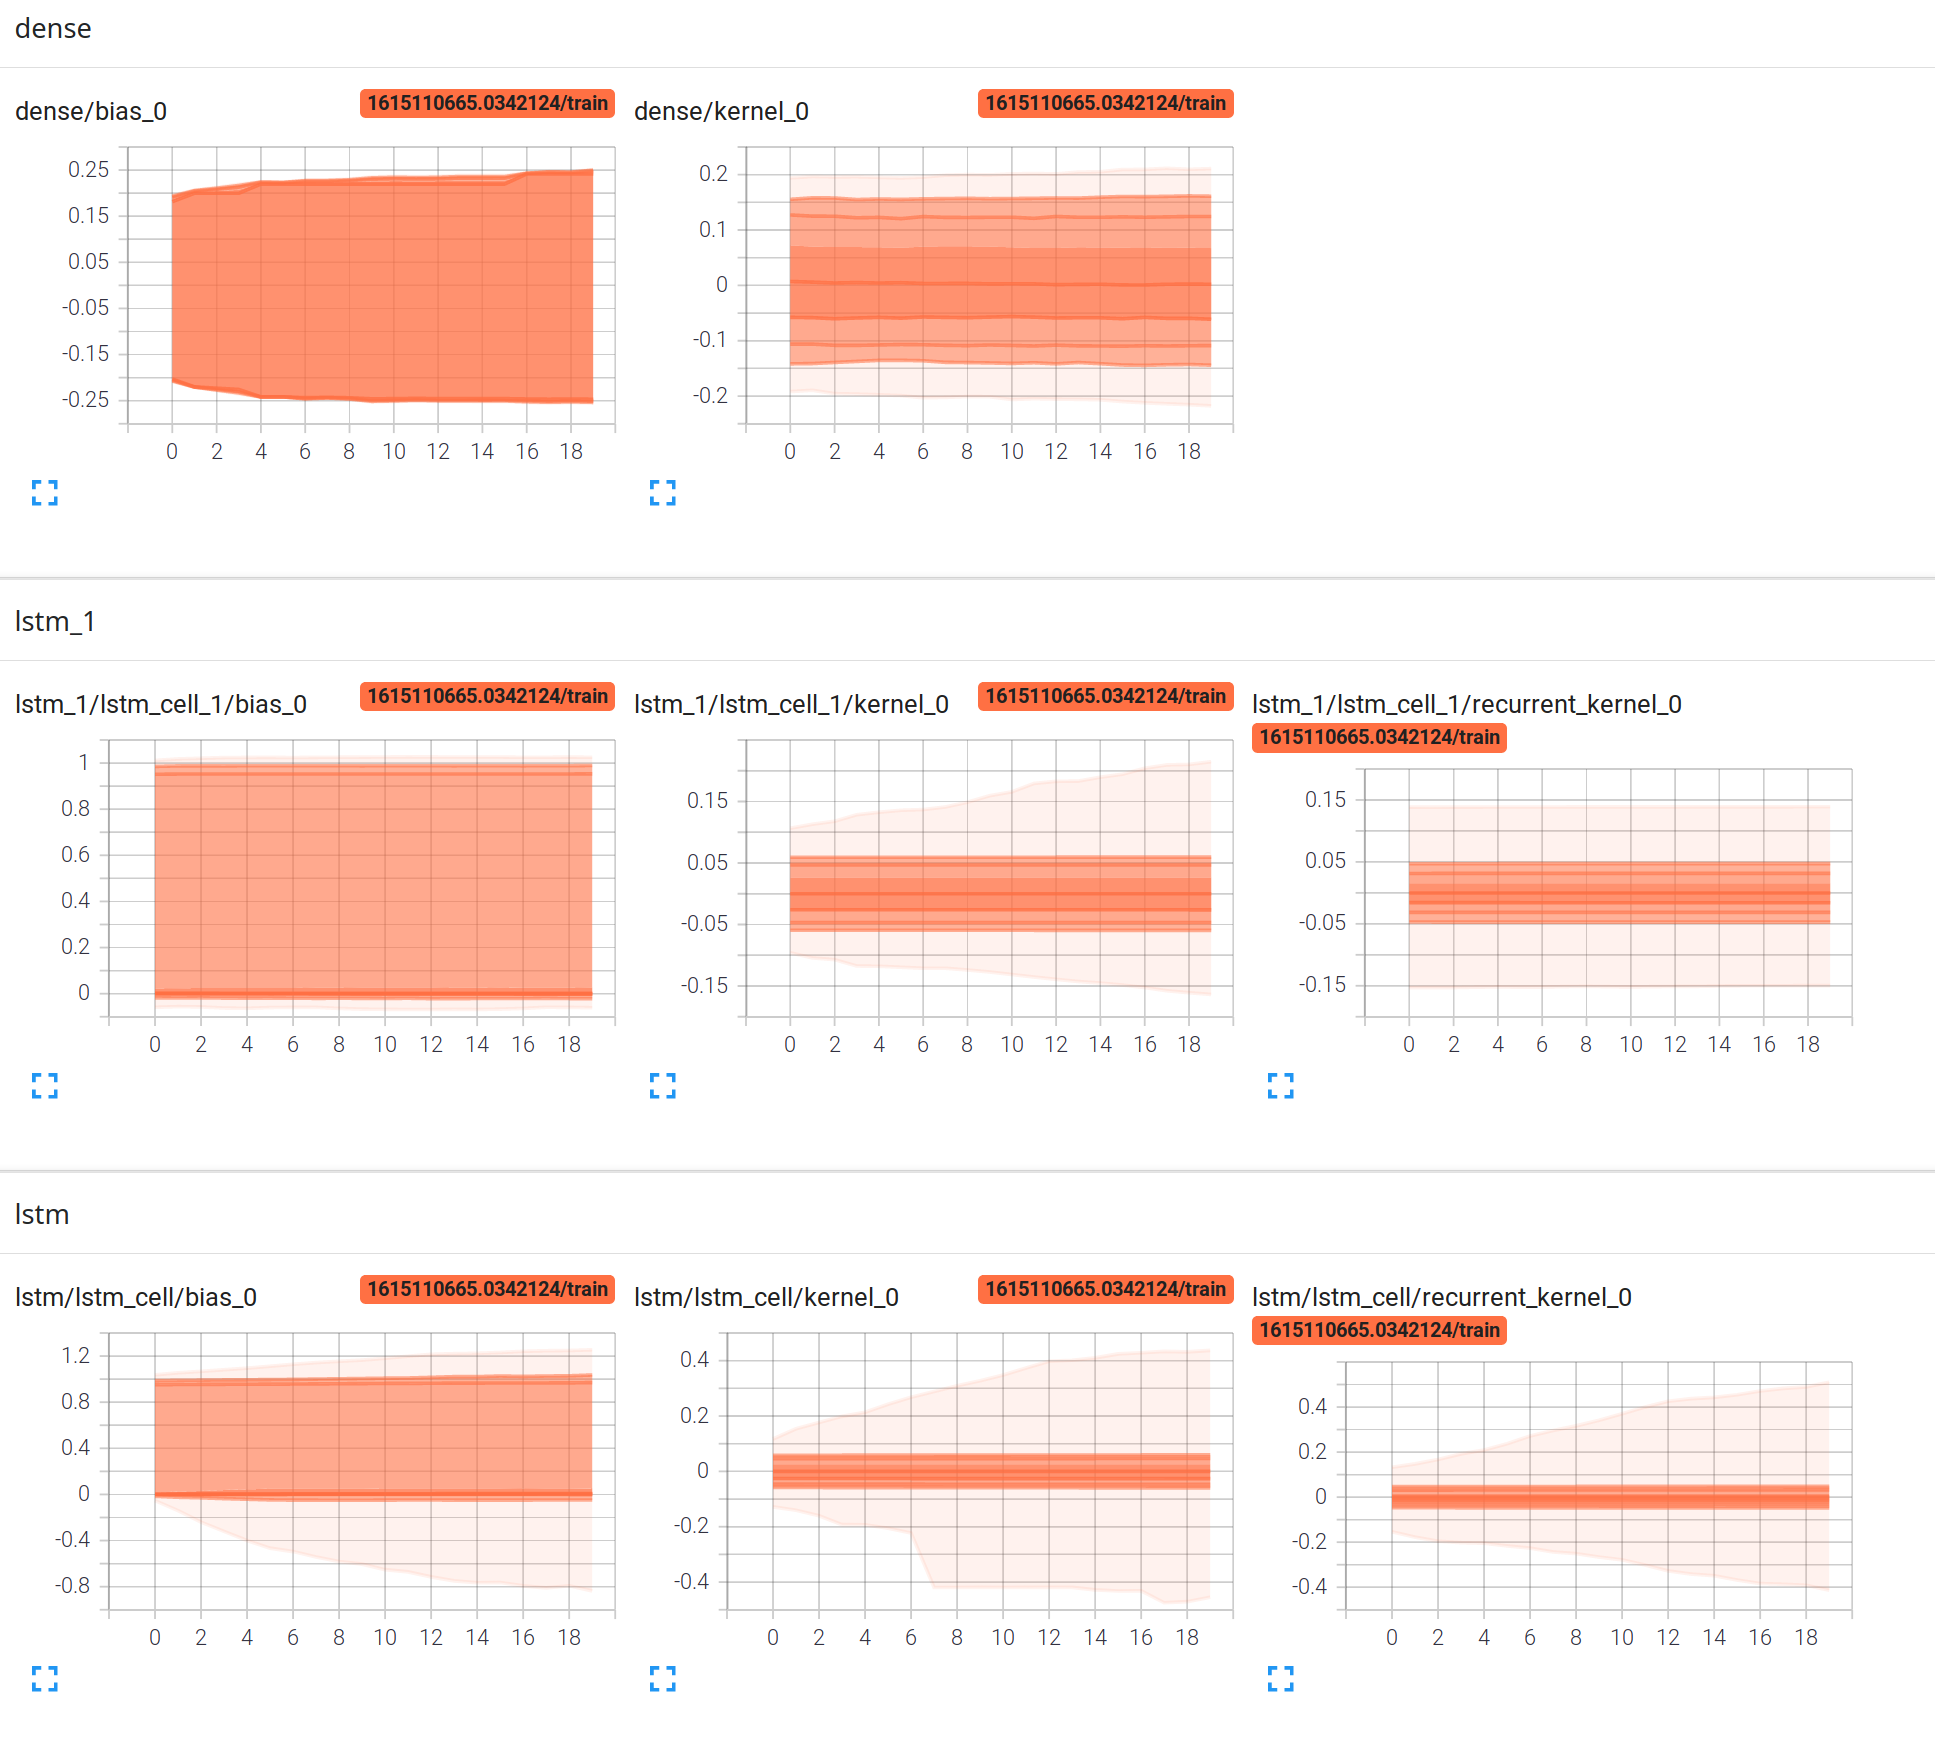 dense
dense/bias_0 1615110665.0342124/train
0.25
0.15
0.05
-0.05
-0.15
-0.25
0 2 4 6 8 10 12 14 16 18
dense/kernel_0 1615110665.0342124/train
0.2
0.1
0
-0.1
-0.2
0 2 4 6 8 10 12 14 16 18
lstm_1
lstm_1/lstm_cell_1/bias_0 1615110665.0342124/train
1
0.8
0.6
0.4
0.2
0
0 2 4 6 8 10 12 14 16 18
lstm_1/lstm_cell_1/kernel_0 1615110665.0342124/train
0.15
0.05
-0.05
-0.15
0 2 4 6 8 10 12 14 16 18
lstm_1/lstm_cell_1/recurrent_kernel_0
1615110665.0342124/train
0.15
0.05
-0.05
-0.15
0 2 4 6 8 10 12 14 16 18
lstm
lstm/lstm_cell/bias_0 1615110665.0342124/train
1.2
0.8
0.4
0
-0.4
-0.8
0 2 4 6 8 10 12 14 16 18
lstm/lstm_cell/kernel_0 1615110665.0342124/train
0.4
0.2
0
-0.2
-0.4
0 2 4 6 8 10 12 14 16 18
lstm/lstm_cell/recurrent_kernel_0
1615110665.0342124/train
0.4
0.2
0
-0.2
-0.4
0 2 4 6 8 10 12 14 16 18